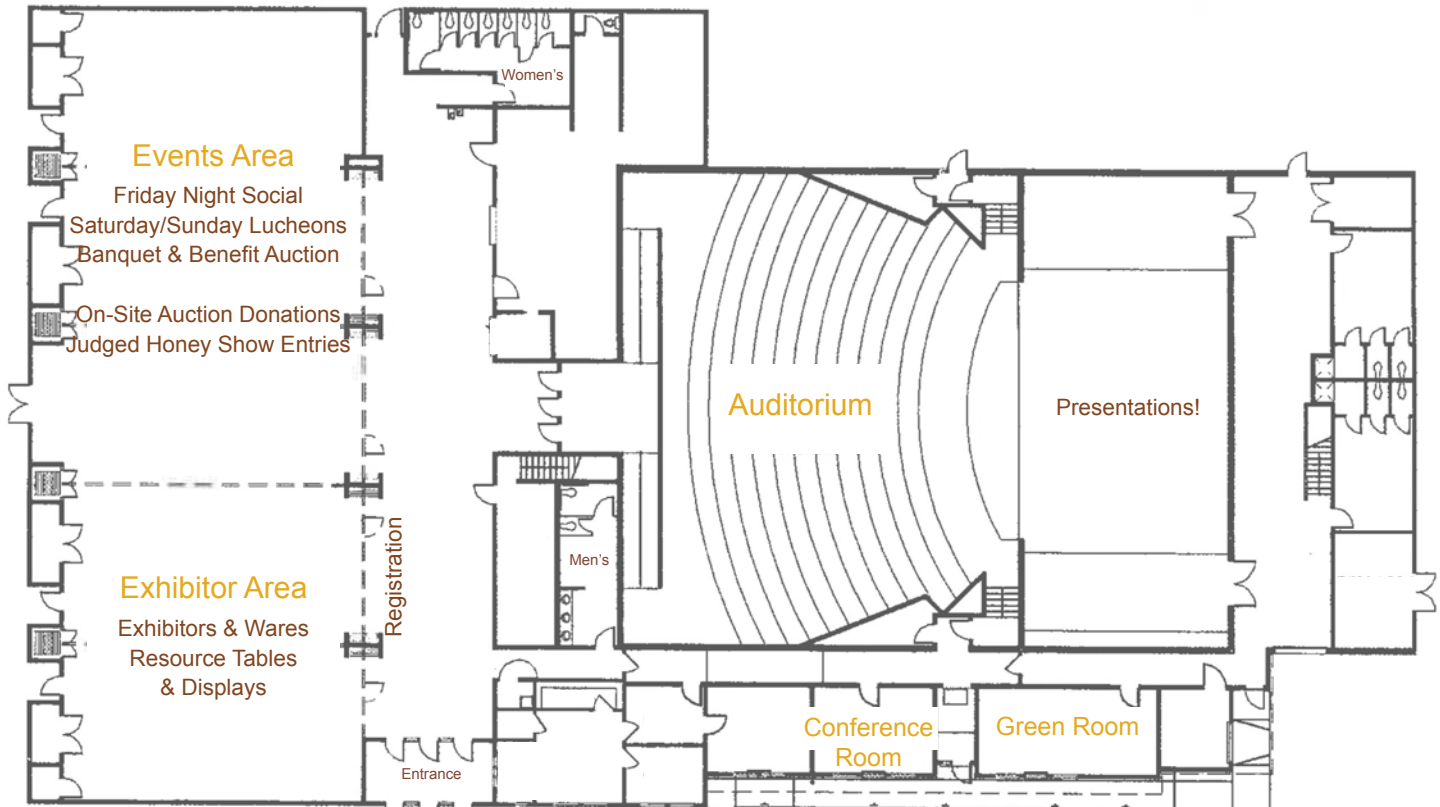 Women's
Events Area
Friday Night Social
Saturday/Sunday Lucheons
Banquet & Benefit Auction
On-Site Auction Donations
Judged Honey Show Entries
Auditorium
Presentations!
Registration
Men's
Exhibitor Area
Exhibitors & Wares
Resource Tables
& Displays
Conference
Room
Green Room
Entrance